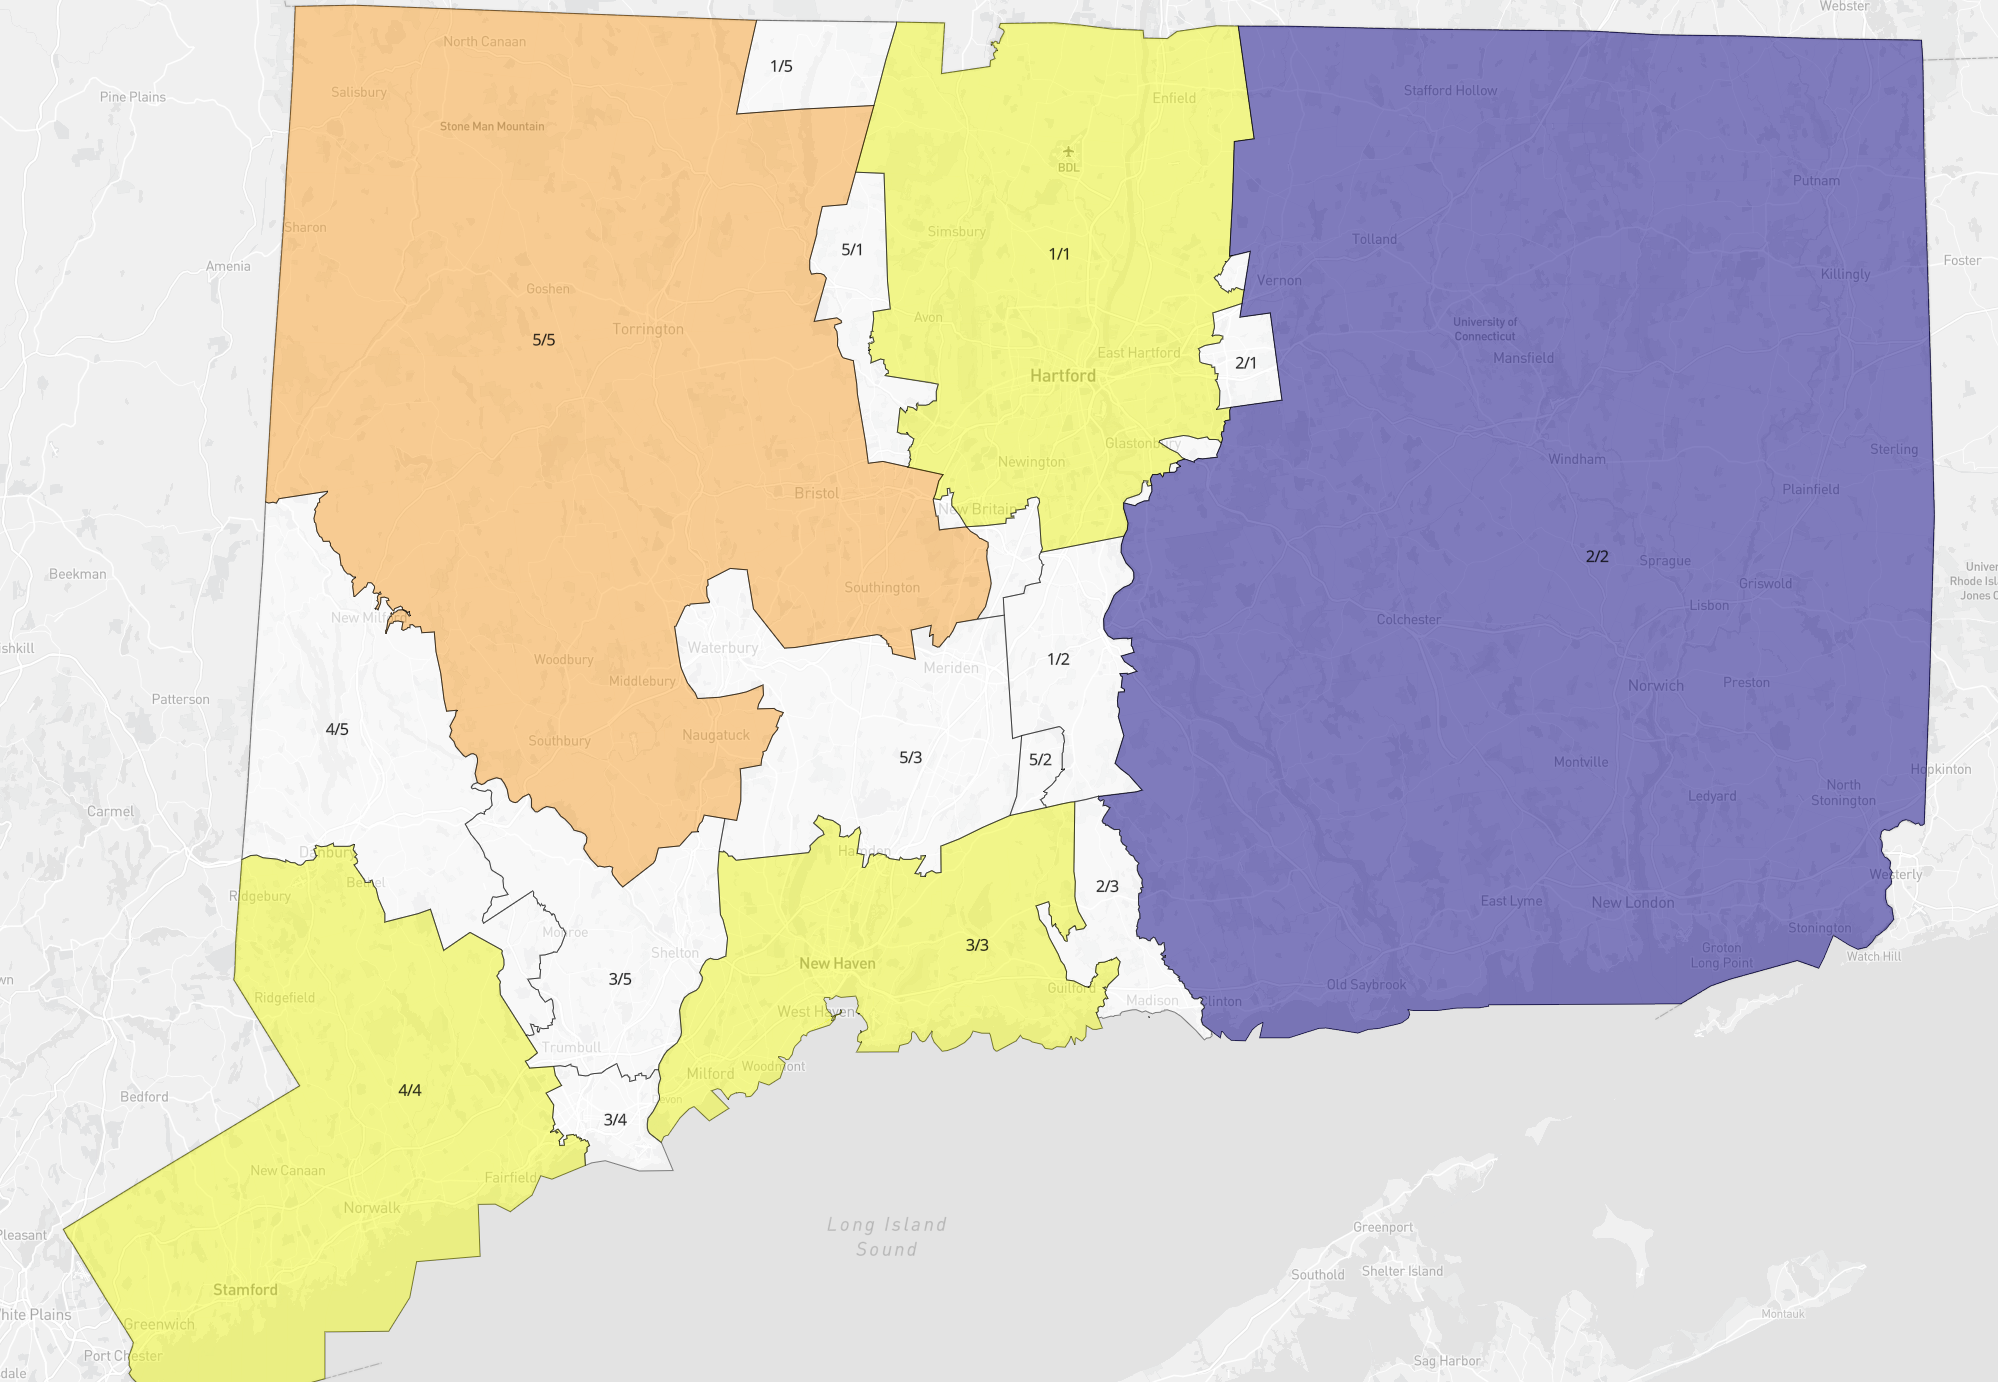 Webster
North Canaan
1/5
Salisbury
Stafford Hollow
Pine Plains
Enfield
Stone Man Mountain
BDL
Putnam
Sharon
Simsbury
Tolland
5/1
1/1
Amenia
Foster
Killingly
Vernon
Goshen
Avon
Torrington
University of
Connecticut
5/5
East Hartford
Mansfield
2/1
Hartford
Glastonbury
Sterling
Newington
Windham
Bristol
Plainfield
New Britain
2/2
Sprague
Beekman
Univer
Rhode Isl
Jones C
Southington
Griswold
Lisbon
New Milford
Colchester
shkill
Waterbury
Woodbury
1/2
Meriden
Middlebury
Norwich
Preston
Patterson
4/5
Southbury
Naugatuck
5/3
5/2
Montville
Hopkinton
North
Stonington
Ledyard
Carmel
Danbury
Hamden
Westerly
Bethel
2/3
Ridgebury
East Lyme
New London
Stonington
Monroe
Shelton
3/3
Groton
Long Point
Watch Hill
New Haven
wn
3/5
Guilford
Old Saybrook
Ridgefield
Madison
Clinton
West Haven
Trumbull
Woodmont
Milford
4/4
Bedford
Devon
3/4
New Canaan
Fairfield
Norwalk
Long Island
Sound
Greenport
Pleasant
Southold
Shelter Island
Stamford
hite Plains
Montauk
Greenwich
Port Chester
Sag Harbor
dale